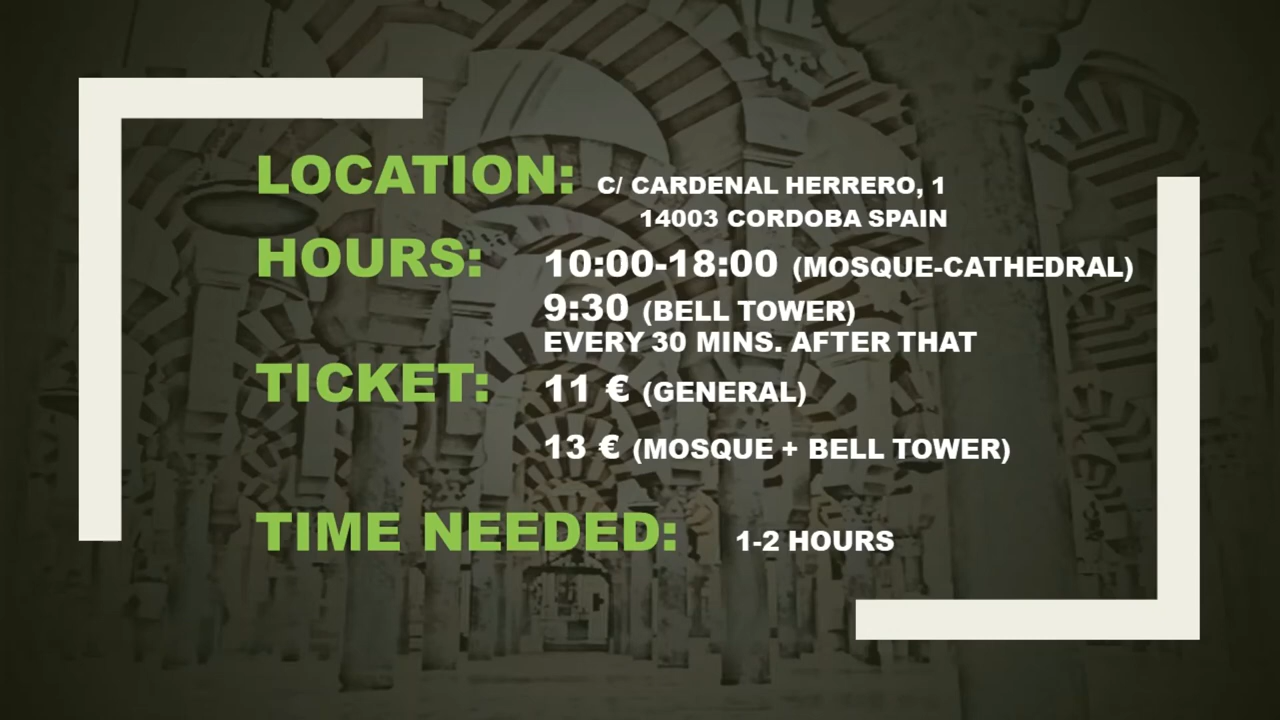 LOCATION: C/ CARDENAL HERRERO, 1
14003 CORDOBA SPAIN
HOURS: 10:00-18:00 (MOSQUE-CATHEDRAL)
9:30 (BELL TOWER)
EVERY 30 MINS. AFTER THAT
TICKET: 11 € (GENERAL)
13 € (MOSQUE + BELL TOWER)
TIME NEEDED: 1-2 HOURS